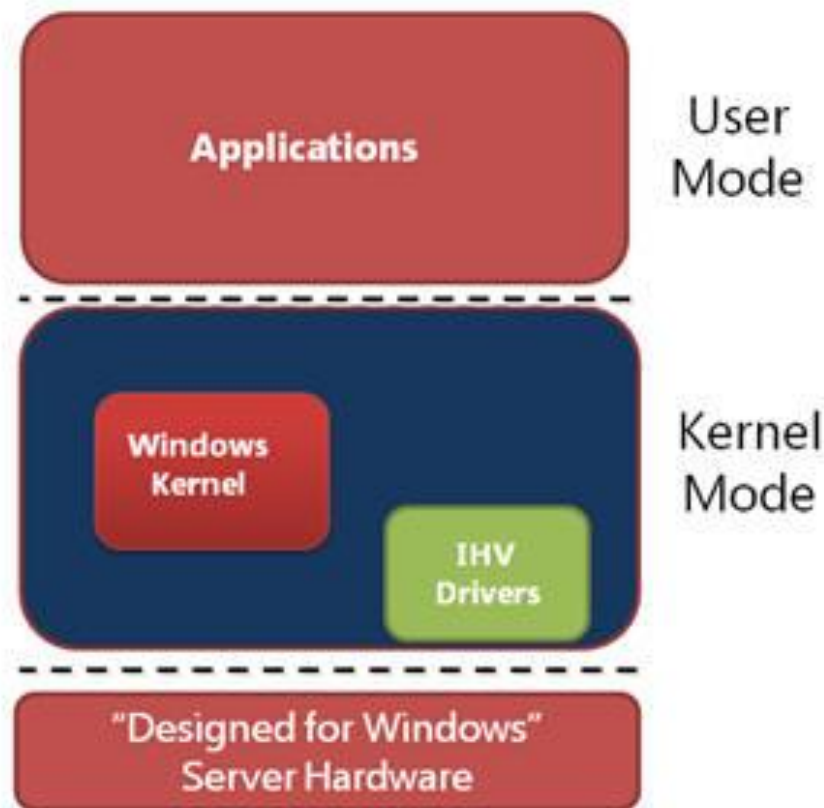 Applications
User
Mode
Windows
Kernel
IHV
Drivers
Kernel
Mode
"Designed for Windows"
Server Hardware